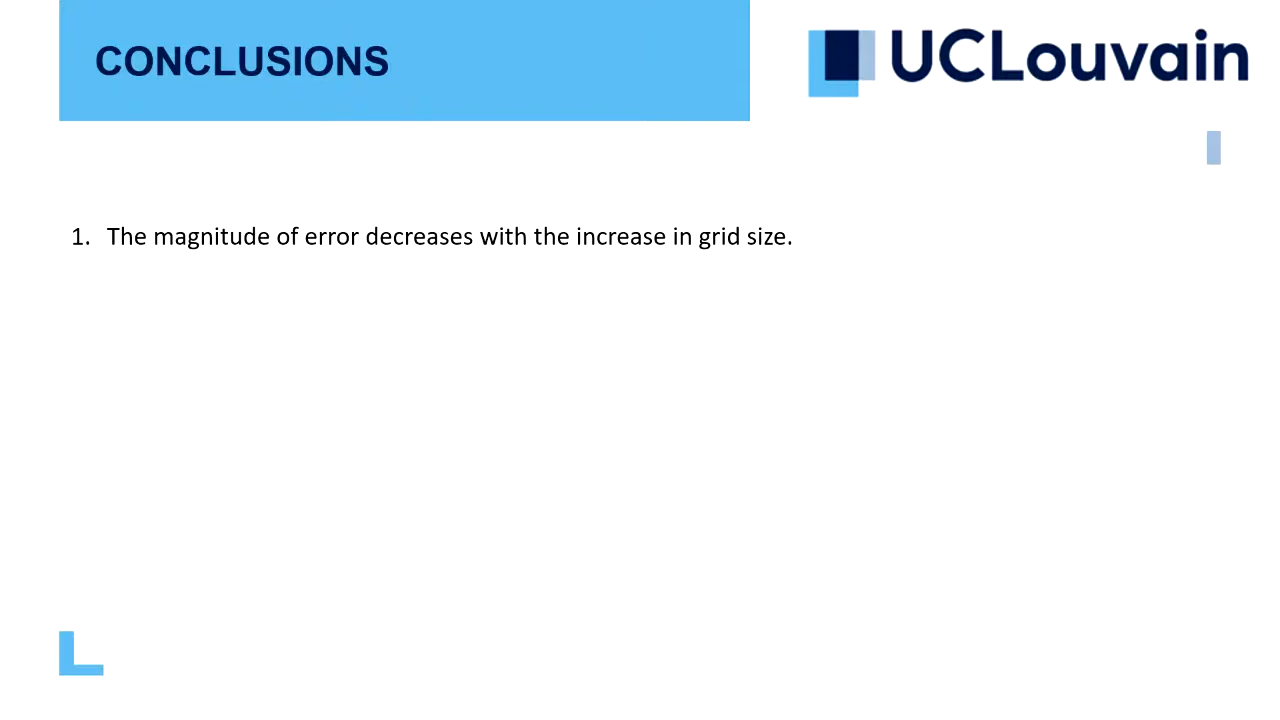 CONCLUSIONS
UCLouvain
1. The magnitude of error decreases with the increase in grid size.